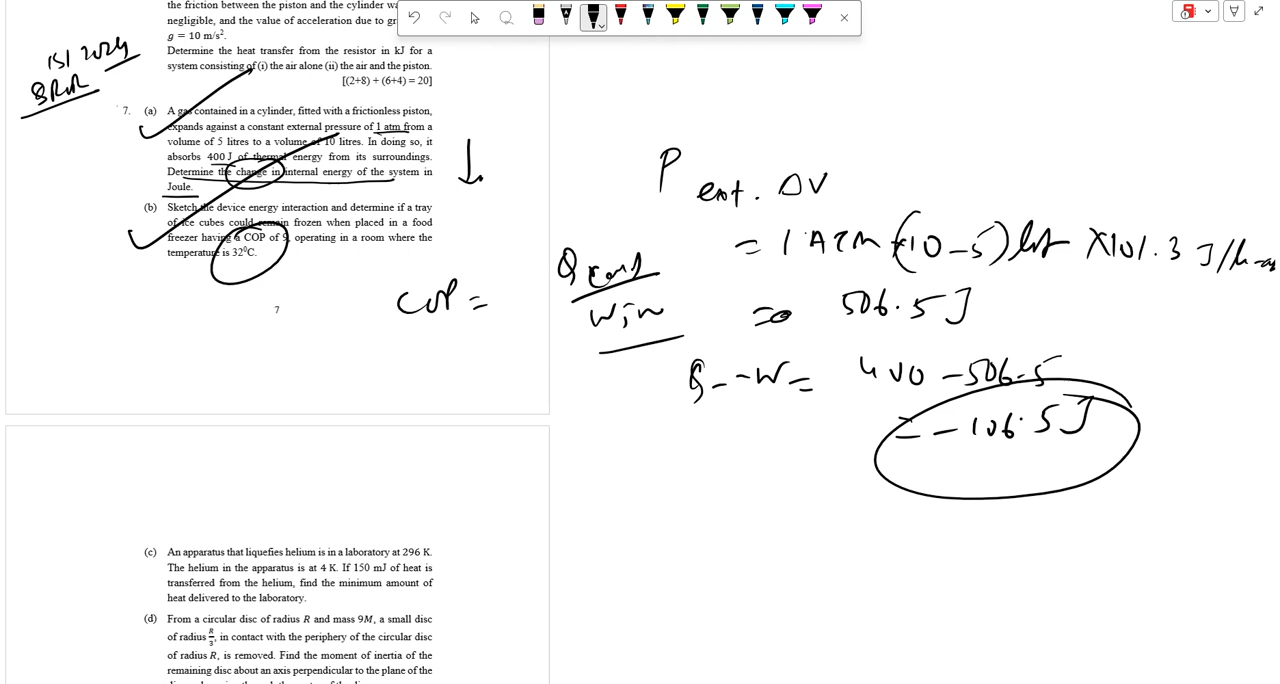 the friction between the piston and the cylinder wa
negligible, and the value of acceleration due to gr
g = 10 m/s².
Determine the heat transfer from the resistor in kJ for a
system consisting of (i) the air alone (ii) the air and the piston.
[(2+8) + (6+4) = 20]
ISI 2024
7. (a) A gas contained in a cylinder, fitted with a frictionless piston,
expands against a constant external pressure of 1 atm from a
volume of 5 litres to a volume of 10 litres. In doing so, it
absorbs 400 J of thermal energy from its surroundings.
Determine the change in internal energy of the system in
Joule.
(b) Sketch the device energy interaction and determine if a tray
of ice cubes could remain frozen when placed in a food
freezer having a COP of 9, operating in a room where the
temperature is 32⁰C.
7
COP =
P ext. ΔV
= 1 ATM (10-5) lit X101.3 J/
Q
Win
506.5 J
Q - W = 400 - 506.5
= - 106.5 J
(c) An apparatus that liquefies helium is in a laboratory at 296 K.
The helium in the apparatus is at 4 K. If 150 mJ of heat is
transferred from the helium, find the minimum amount of
heat delivered to the laboratory.
(d) From a circular disc of radius R and mass 9M, a small disc
of radius R/3, in contact with the periphery of the circular disc
of radius R, is removed. Find the moment of inertia of the
remaining disc about an axis perpendicular to the plane of the